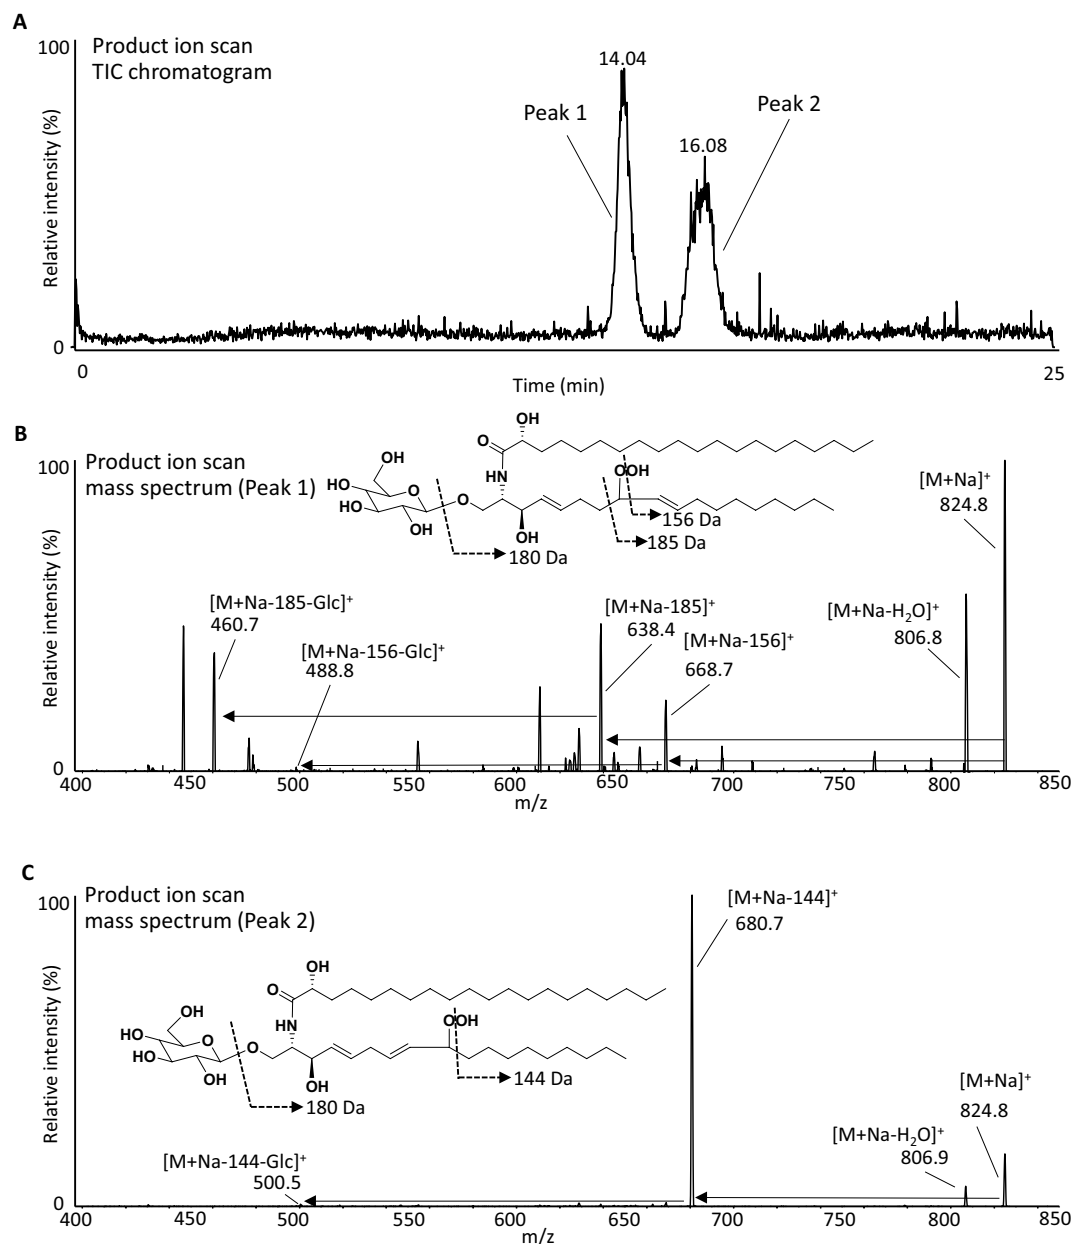 A
Product ion scan
TIC chromatogram
100
Relative intensity (%)
14.04
Peak 1
Peak 2
16.08
0
0
25
Time (min)
B
100
Product ion scan
mass spectrum (Peak 1)
Relative intensity (%)
OH
O
HN
OOH
OH
HO
O
HO
OH
O
OH
156 Da
185 Da
180 Da
[M+Na]⁺
824.8
[M+Na-185-Glc]⁺
460.7
[M+Na-156-Glc]⁺
488.8
[M+Na-185]⁺
638.4
[M+Na-156]⁺
668.7
[M+Na-H₂O]⁺
806.8
0
400 450 500 550 600 650 700 750 800 850
m/z
C
100
Product ion scan
mass spectrum (Peak 2)
Relative intensity (%)
[M+Na-144]⁺
680.7
OH
O
HN
OOH
OH
HO
O
HO
OH
O
OH
144 Da
180 Da
[M+Na]⁺
824.8
[M+Na-H₂O]⁺
806.9
[M+Na-144-Glc]⁺
500.5
0
400 450 500 550 600 650 700 750 800 850
m/z